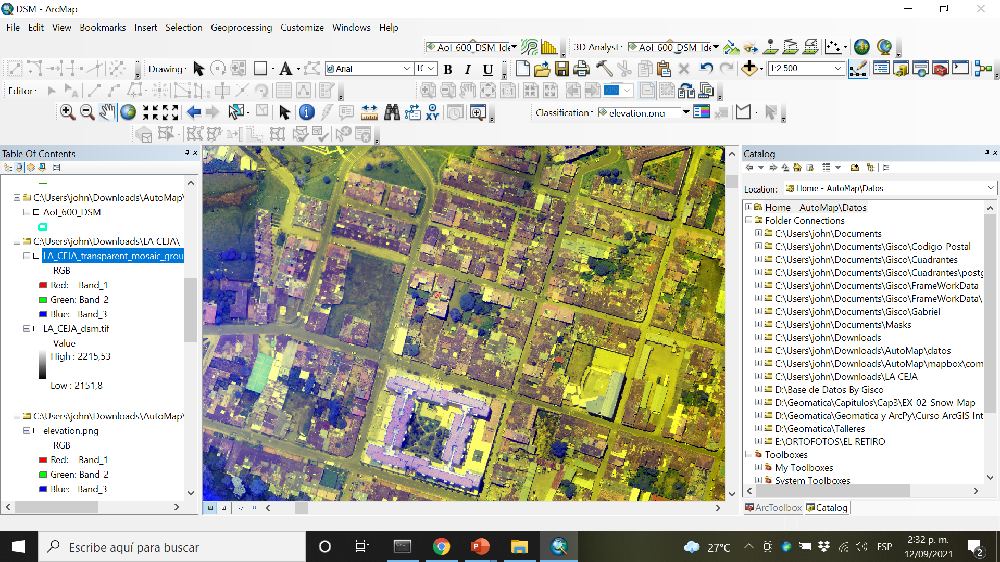 DSM - ArcMap
File Edit View Bookmarks Insert Selection Geoprocessing Customize Windows Help
AoI_600_DSM_Ide 3D Analyst AoI_600_DSM_Ide
Drawing Arial 10 B I U 1:2.500
Editor
Classification elevation.png
Table Of Contents
C:\Users\john\Downloads\AutoMap\
AoI_600_DSM
C:\Users\john\Downloads\LA CEJA\
LA_CEJA_transparent_mosaic_grou
RGB
Red: Band_1
Green: Band_2
Blue: Band_3
LA_CEJA_dsm.tif
Value
High : 2215,53
Low : 2151,8
C:\Users\john\Downloads\AutoMap\
elevation.png
RGB
Red: Band_1
Green: Band_2
Blue: Band_3
Catalog
Location: Home - AutoMap\Datos
Home - AutoMap\Datos
Folder Connections
C:\Users\john\Documents
C:\Users\john\Documents\Gisco\Codigo_Postal
C:\Users\john\Documents\Gisco\Cuadrantes
C:\Users\john\Documents\Gisco\Cuadrantes\postg
C:\Users\john\Documents\Gisco\FrameWorkData
C:\Users\john\Documents\Gisco\FrameWorkData\
C:\Users\john\Documents\Gisco\Gabriel
C:\Users\john\Documents\Masks
C:\Users\john\Downloads
C:\Users\john\Downloads\AutoMap\datos
C:\Users\john\Downloads\AutoMap\mapbox\com
C:\Users\john\Downloads\LA CEJA
D:\Base de Datos By Gisco
D:\Geomatica\Capitulos\Cap3\EX_02_Snow_Map
D:\Geomatica\Geomatica y ArcPy\Curso ArcGIS Int
D:\Geomatica\Talleres
E:\ORTOFOTOS\EL RETIRO
Toolboxes
My Toolboxes
System Toolboxes
ArcToolbox Catalog
Escribe aquí para buscar
27°C
ESP
2:32 p. m.
12/09/2021
2